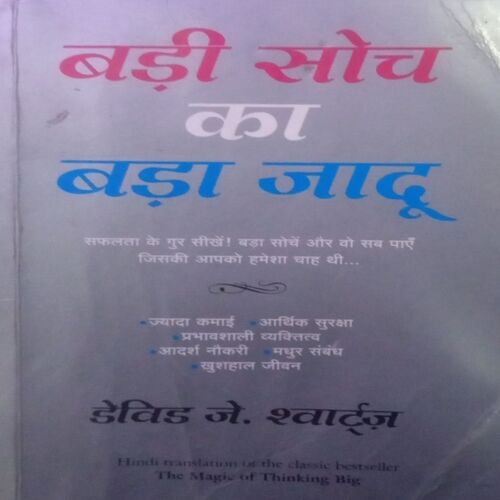 बड़ी सोच
का
बड़ा जादू
सफलता के गुर सीखें! बड़ा सोचें और वो सब पाएँ
जिसकी आपको हमेशा चाह थी...
•ज्यादा कमाई •आर्थिक सुरक्षा
•प्रभावशाली व्यक्तित्व
•आदर्श नौकरी •मधुर संबंध
•खुशहाल जीवन
डेविड जे. श्वार्ट्ज़
Hindi translation of the classic bestseller
The Magic of Thinking Big